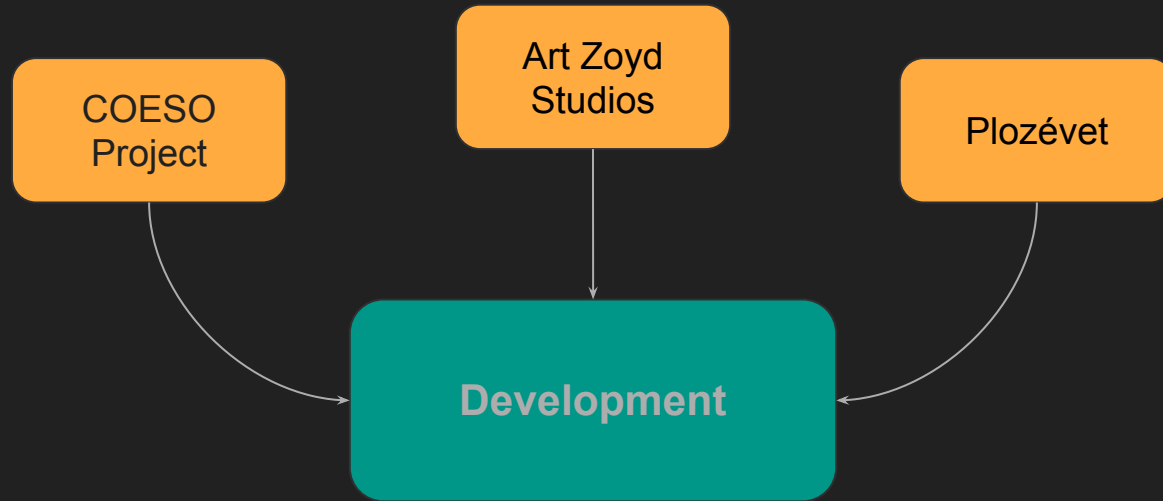 COESO
Project
Art Zoyd
Studios
Plozévet
Development